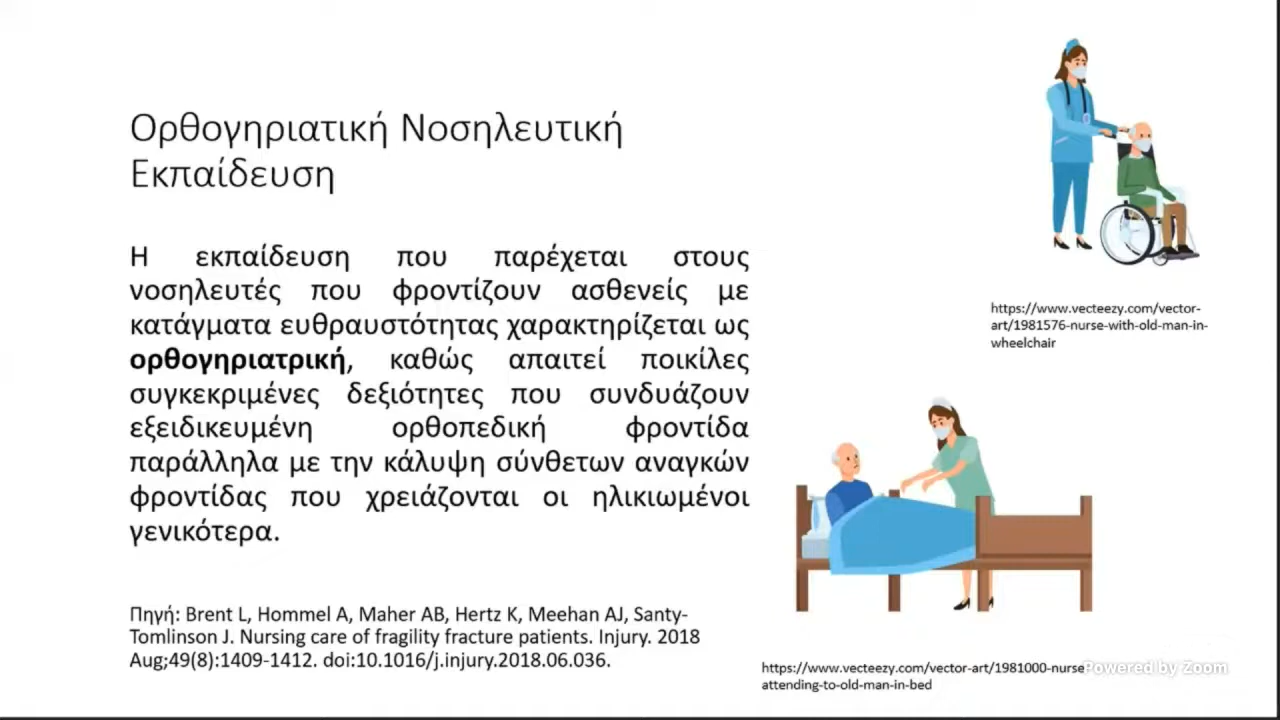 Ορθογηριατική Νοσηλευτική
Εκπαίδευση
Η εκπαίδευση που παρέχεται στους
νοσηλευτές που φροντίζουν ασθενείς με
κατάγματα ευθραυστότητας χαρακτηρίζεται ως
ορθογηριατρική, καθώς απαιτεί ποικίλες
συγκεκριμένες δεξιότητες που συνδυάζουν
εξειδικευμένη ορθοπεδική φροντίδα
παράλληλα με την κάλυψη σύνθετων αναγκών
φροντίδας που χρειάζονται οι ηλικιωμένοι
γενικότερα.
Πηγή: Brent L, Hommel A, Maher AB, Hertz K, Meehan AJ, Santy-
Tomlinson J. Nursing care of fragility fracture patients. Injury. 2018
Aug;49(8):1409-1412. doi:10.1016/j.injury.2018.06.036.
https://www.vecteezy.com/vector-
art/1981576-nurse-with-old-man-in-
wheelchair
https://www.vecteezy.com/vector-art/1981000-nurse-
attending-to-old-man-in-bed
Powered by Zoom